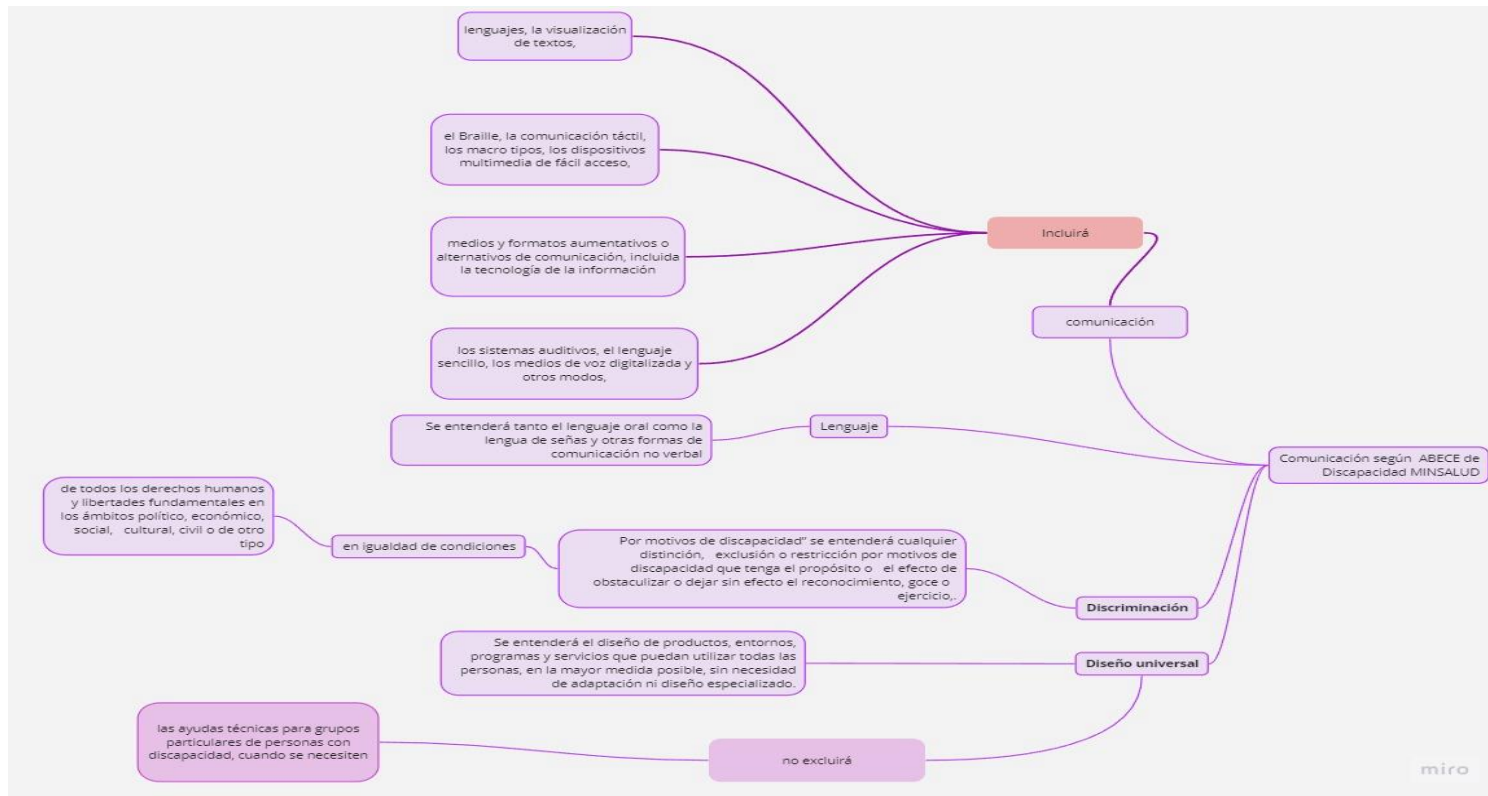 lenguajes, la visualización
de textos,
el Braille, la comunicación táctil,
los macro tipos, los dispositivos
multimedia de fácil acceso,
medios y formatos aumentativos o
alternativos de comunicación, incluida
la tecnología de la información
los sistemas auditivos, el lenguaje
sencillo, los medios de voz digitalizada y
otros modos,
Incluirá
comunicación
Se entenderá tanto el lenguaje oral como la
lengua de señas y otras formas de
comunicación no verbal
Lenguaje
Comunicación según ABECE de
Discapacidad MINSALUD
de todos los derechos humanos
y libertades fundamentales en
los ámbitos político, económico,
social, cultural, civil o de otro
tipo
en igualdad de condiciones
Por motivos de discapacidad” se entenderá cualquier
distinción, exclusión o restricción por motivos de
discapacidad que tenga el propósito o el efecto de
obstaculizar o dejar sin efecto el reconocimiento, goce o
ejercicio,.
Discriminación
Se entenderá el diseño de productos, entornos,
programas y servicios que puedan utilizar todas las
personas, en la mayor medida posible, sin necesidad
de adaptación ni diseño especializado.
Diseño universal
las ayudas técnicas para grupos
particulares de personas con
discapacidad, cuando se necesiten
no excluirá
miro